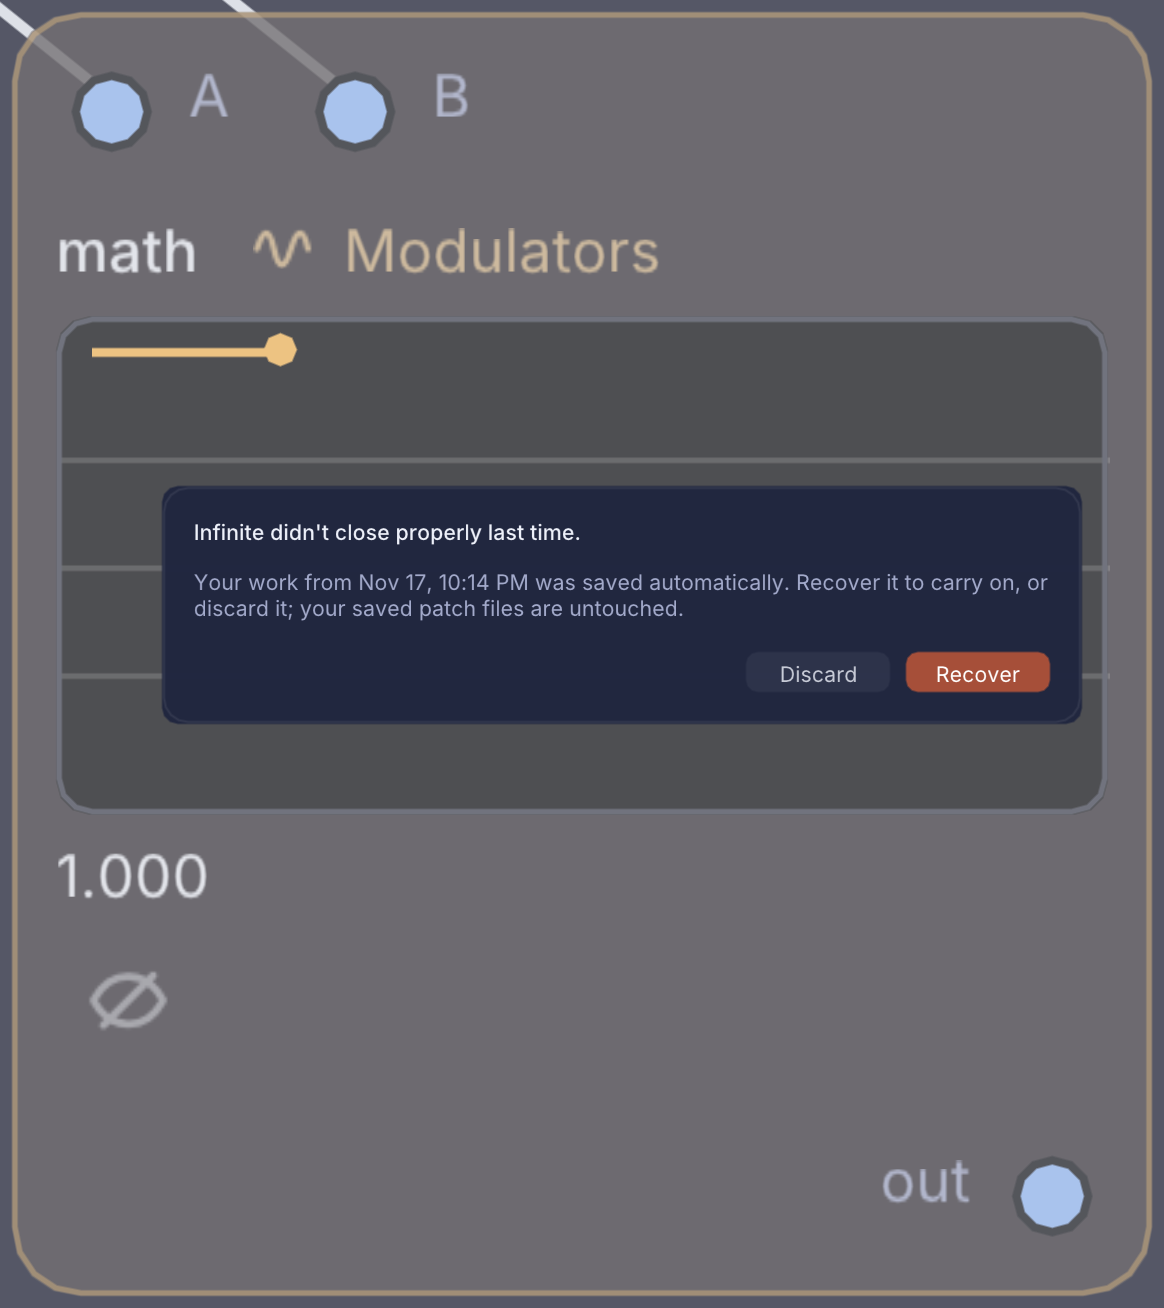 A B
math Modulators
Infinite didn't close properly last time.
Your work from Nov 17, 10:14 PM was saved automatically. Recover it to carry on, or
discard it; your saved patch files are untouched.
Discard Recover
1.000
out